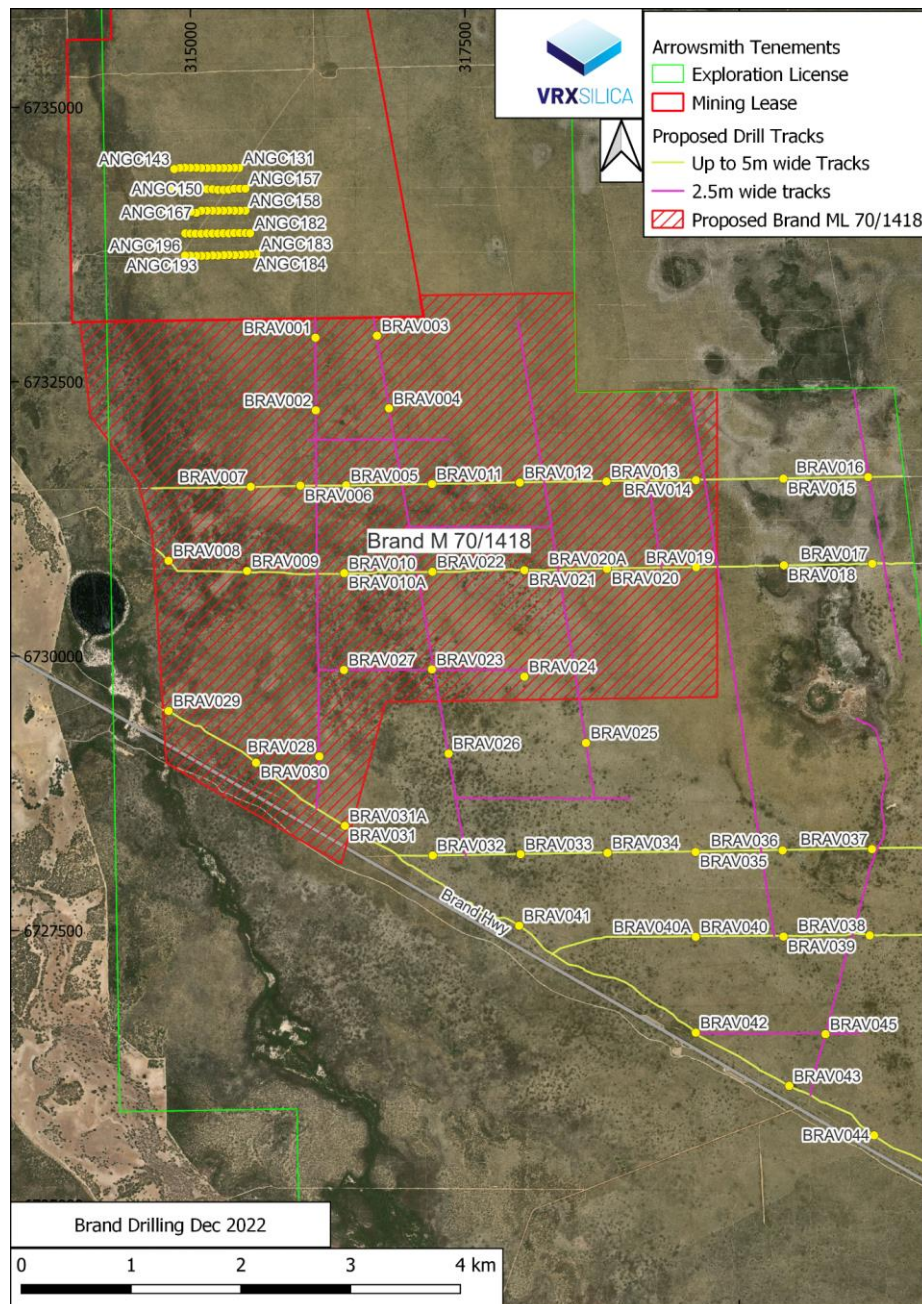 315000
317500
6735000
6732500
6730000
6727500
VRXSILICA
Arrowsmith Tenements
Exploration License
Mining Lease
Proposed Drill Tracks
Up to 5m wide Tracks
2.5m wide tracks
Proposed Brand ML 70/1418
ANGC143
ANGC131
ANGC150
ANGC157
ANGC167
ANGC158
ANGC182
ANGC196
ANGC183
ANGC193
ANGC184
BRAV001
BRAV003
BRAV002
BRAV004
BRAV007
BRAV005
BRAV006
BRAV011
BRAV012
BRAV013
BRAV014
BRAV016
BRAV015
Brand M 70/1418
BRAV008
BRAV009
BRAV010
BRAV010A
BRAV022
BRAV020A
BRAV021
BRAV020
BRAV019
BRAV017
BRAV018
BRAV027
BRAV023
BRAV024
BRAV029
BRAV028
BRAV030
BRAV026
BRAV025
BRAV031A
BRAV031
BRAV032
BRAV033
BRAV034
BRAV036
BRAV035
BRAV037
Brand Hwy
BRAV041
BRAV040A
BRAV040
BRAV038
BRAV039
BRAV042
BRAV045
BRAV043
BRAV044
Brand Drilling Dec 2022
0 1 2 3 4 km